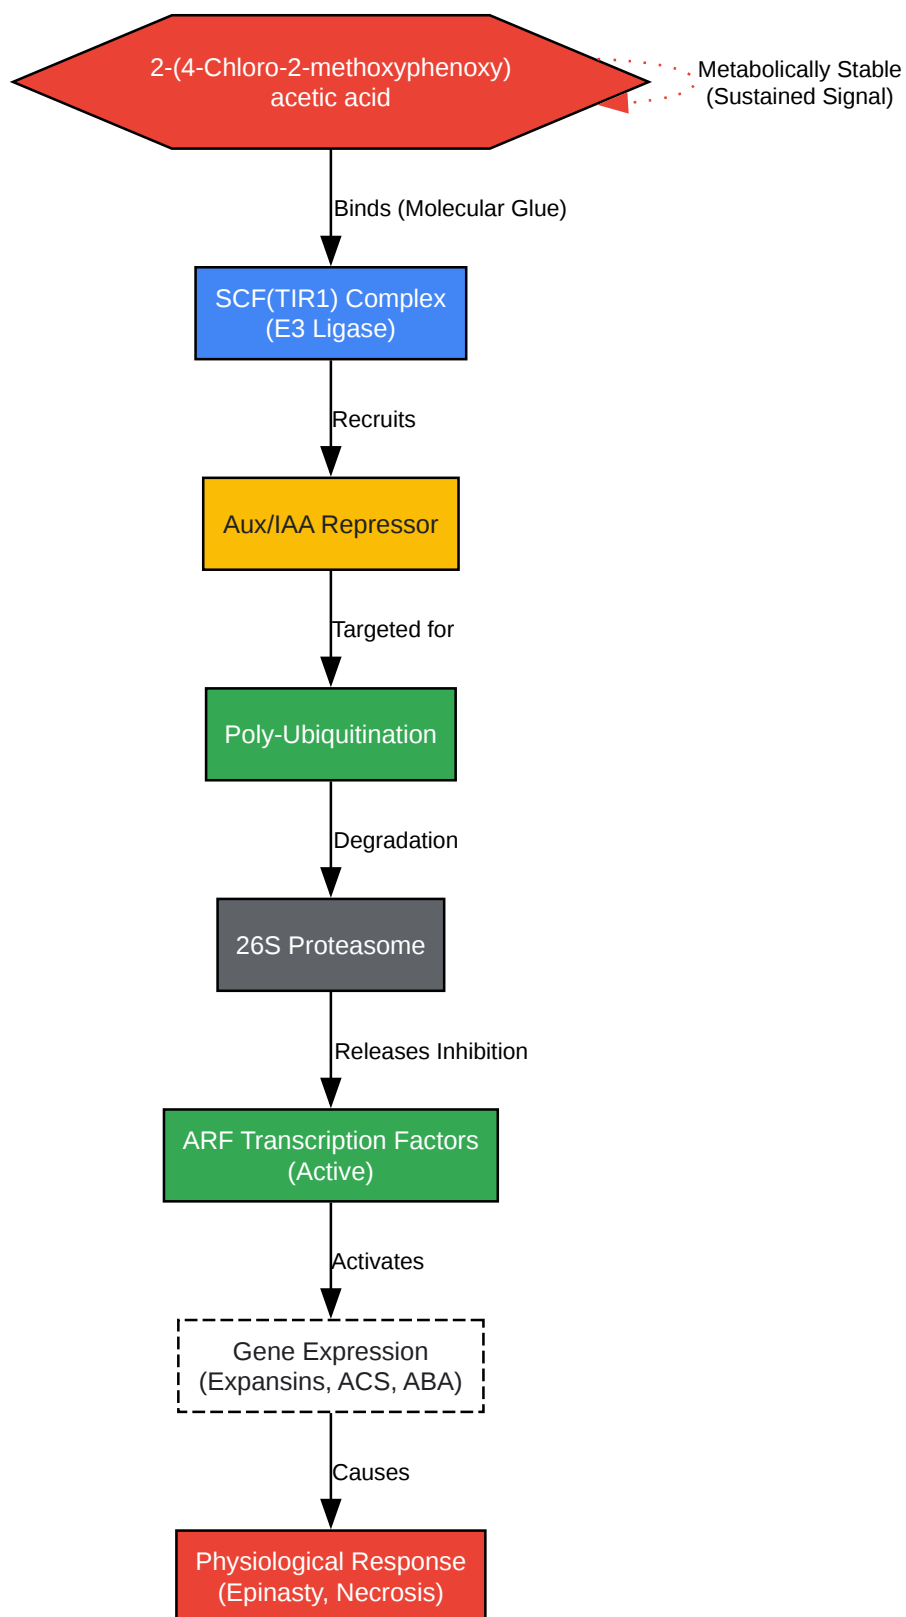 2-(4-Chloro-2-methoxyphenoxy)
acetic acid
Metabolically Stable
(Sustained Signal)
Binds (Molecular Glue)
SCF(TIR1) Complex
(E3 Ligase)
Recruits
Aux/IAA Repressor
Targeted for
Poly-Ubiquitination
Degradation
26S Proteasome
Releases Inhibition
ARF Transcription Factors
(Active)
Activates
Gene Expression
(Expansins, ACS, ABA)
Causes
Physiological Response
(Epinasty, Necrosis)